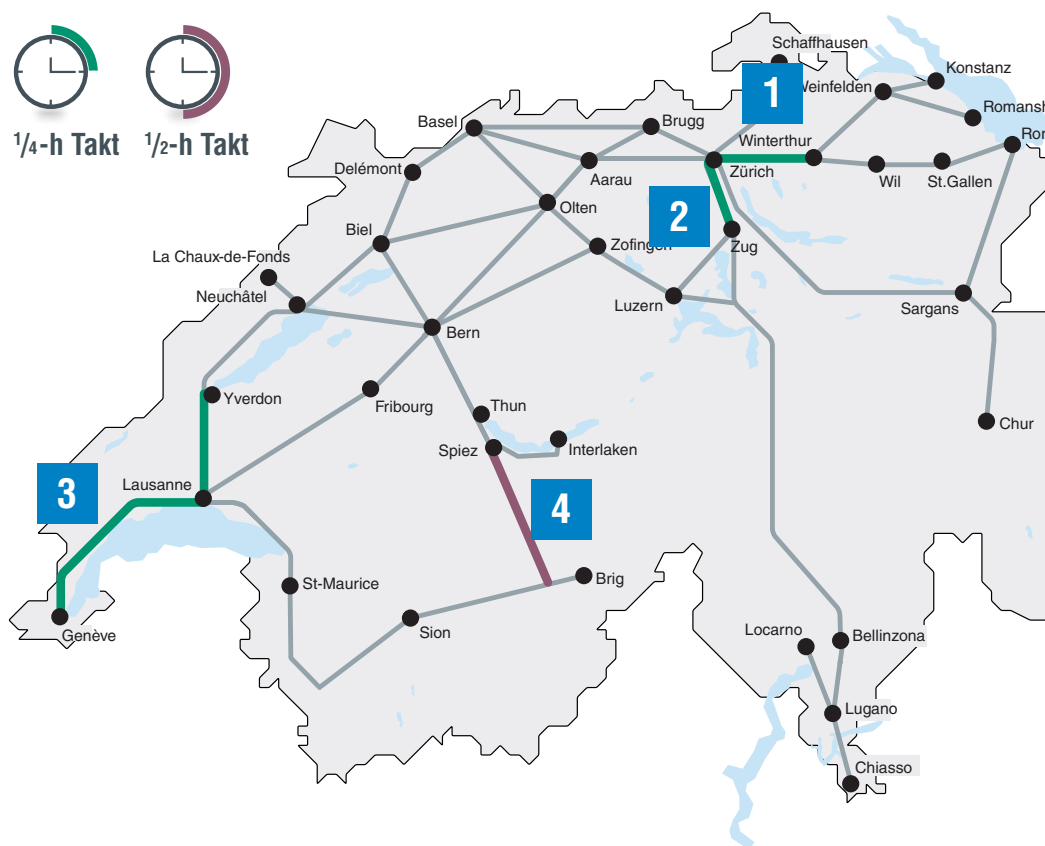 1/4-h Takt
1/2-h Takt
Schaffhausen
Konstanz
1
Weinfelden
Romansh
Basel
Brugg
Winterthur
Ror
Delémont
Aarau
Zürich
Wil
St.Gallen
Olten
2
Biel
Zofingen
Zug
La Chaux-de-Fonds
Neuchâtel
Luzern
Sargans
Bern
Yverdon
Fribourg
Thun
Chur
Spiez
Interlaken
Lausanne
3
4
St-Maurice
Brig
Genève
Sion
Locarno
Bellinzona
Lugano
Chiasso